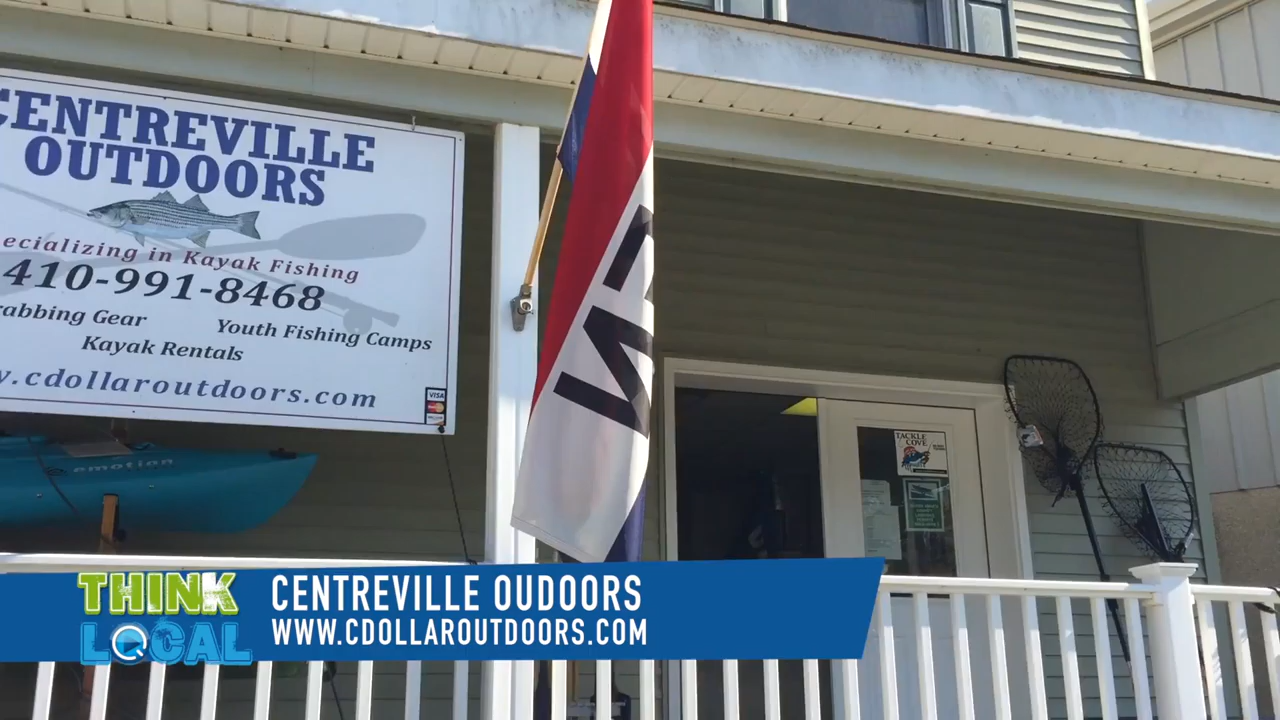 CENTREVILLE
OUTDOORS
ecializing in Kayak Fishing
410-991-8468
rabbing Gear
Youth Fishing Camps
Kayak Rentals
.cdollaroutdoors.com
VISA
emotion
EN
TACKLE
COVE
THINK
LOCAL
CENTREVILLE OUDOORS
WWW.CDOLLAROUTDOORS.COM